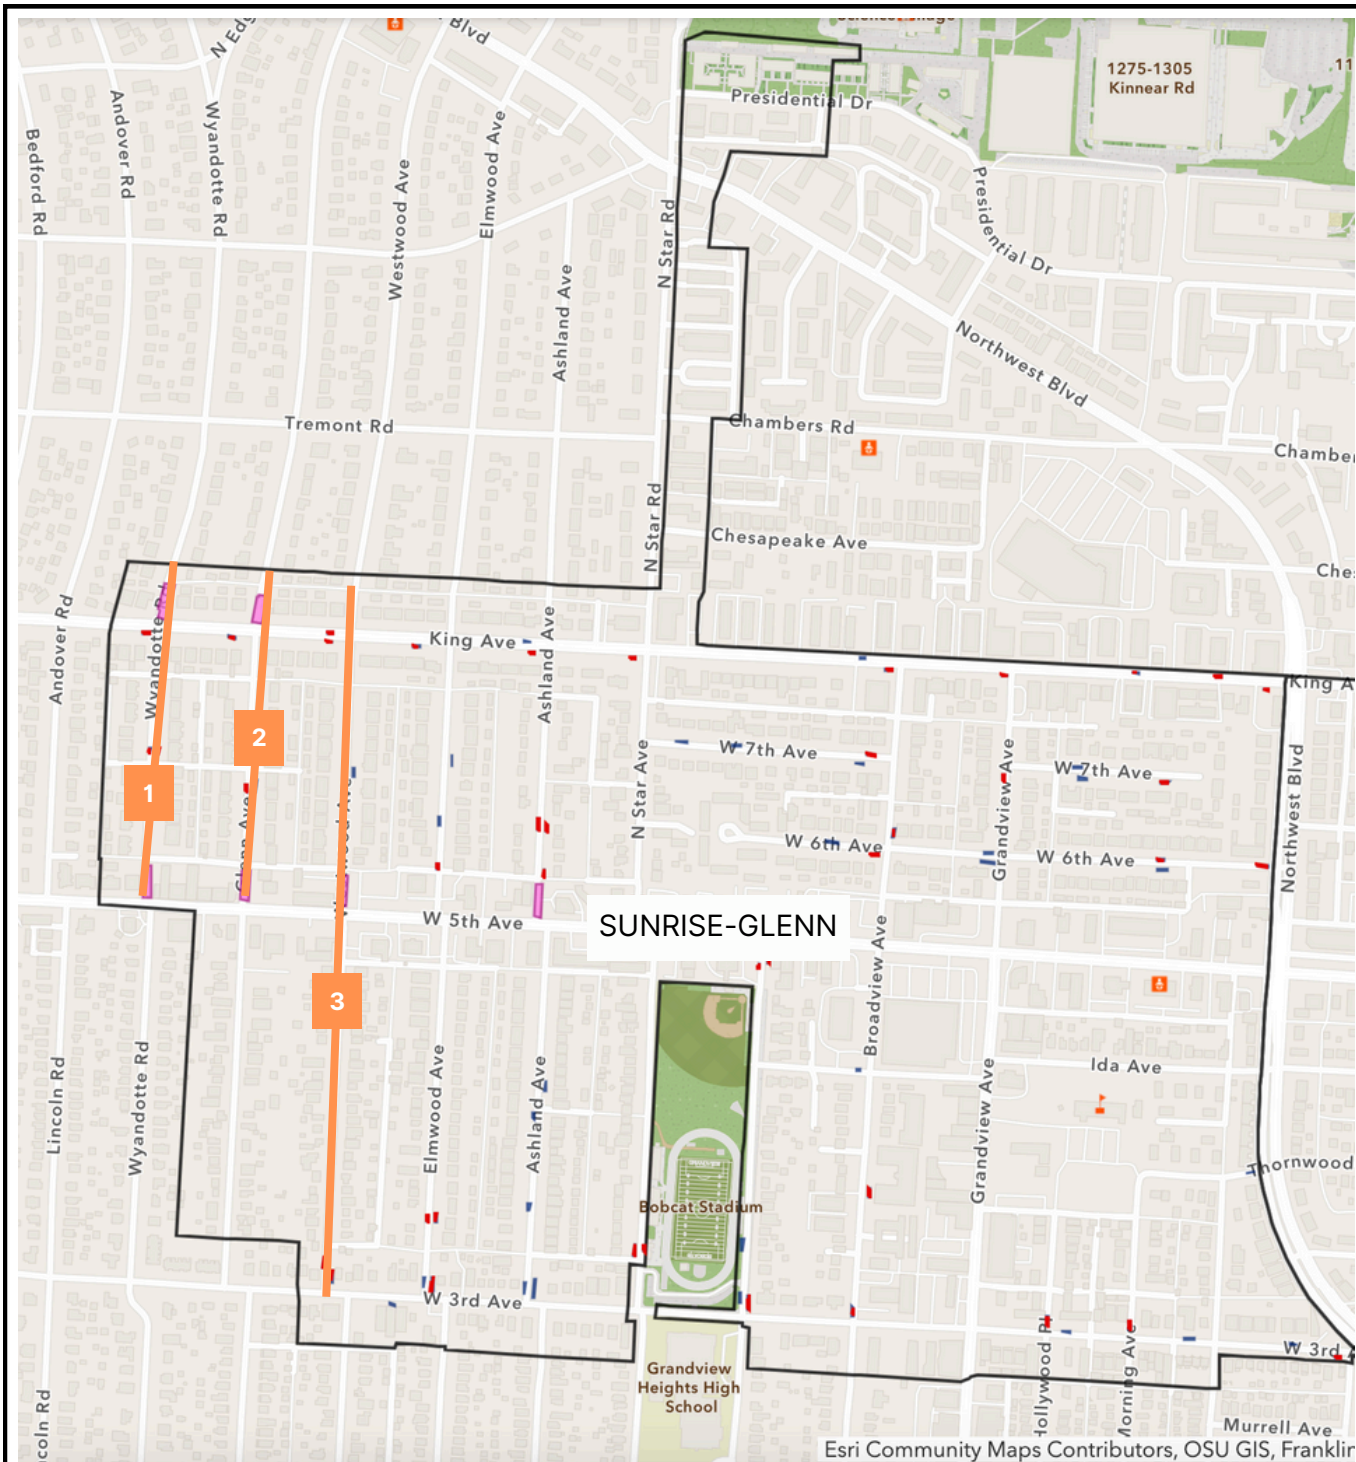 Blvd
1275-1305
Kinnear Rd
11
Presidential Dr
Andover Rd
Wyandotte Rd
Bedford Rd
Westwood Ave
Elmwood Ave
Presidential Dr
N Star Rd
Ashland Ave
Northwest Blvd
Tremont Rd
Chambers Rd
Chamber
N Star Rd
Chesapeake Ave
Ches
Andover Rd
King Ave
Ashland Ave
King A
2
W 7th Ave
W 7th Ave
Grandview Ave
N Star Ave
1
Northwest Blvd
W 6th Ave
W 6th Ave
W 5th Ave
SUNRISE-GLENN
Broadview Ave
3
Ida Ave
Lincoln Rd
Wyandotte Rd
Elmwood Ave
Ashland Ave
Grandview Ave
Thornwood
Bobcat Stadium
W 3rd Ave
W 3rd
Grandview
Heights High
School
Hollywood Pl
Morning Ave
coln Rd
Murrell Ave
Esri Community Maps Contributors, OSU GIS, Franklin